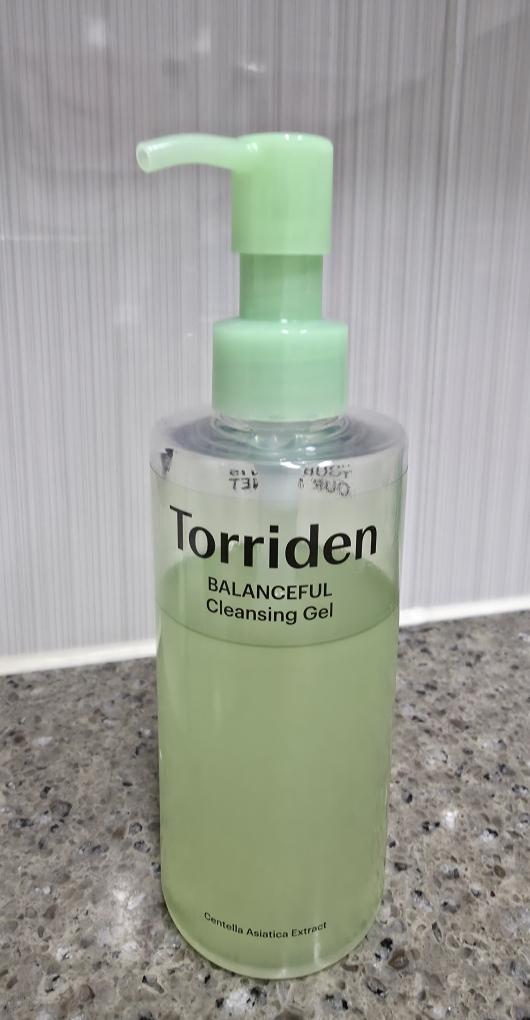 Torriden
BALANCEFUL
Cleansing Gel
Centella Asiatica Extract